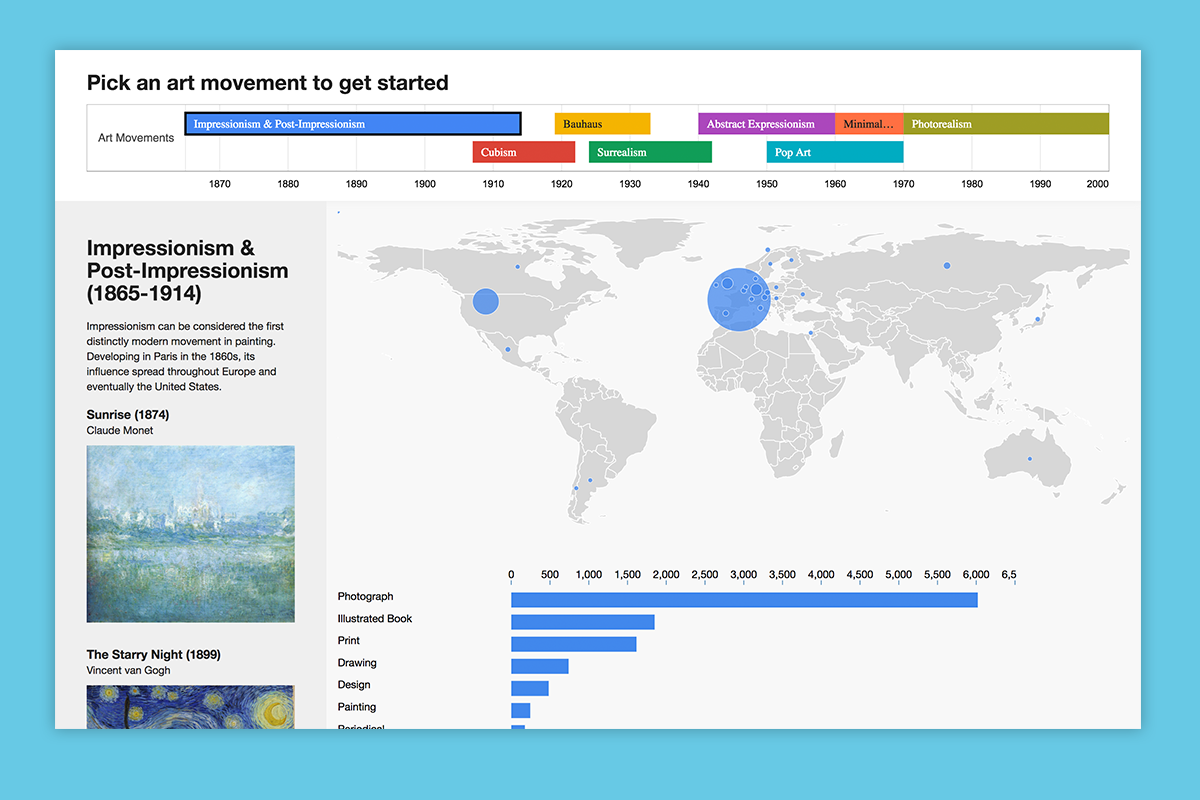 Pick an art movement to get started
Art Movements
Impressionism & Post-Impressionism
Bauhaus
Abstract Expressionism
Minimal...
Photorealism
Cubism
Surrealism
Pop Art
1870 1880 1890 1900 1910 1920 1930 1940 1950 1960 1970 1980 1990 2000
Impressionism &
Post-Impressionism
(1865-1914)
Impressionism can be considered the first
distinctly modern movement in painting.
Developing in Paris in the 1860s, its
influence spread throughout Europe and
eventually the United States.
Sunrise (1874)
Claude Monet
The Starry Night (1899)
Vincent van Gogh
0 500 1,000 1,500 2,000 2,500 3,000 3,500 4,000 4,500 5,000 5,500 6,000 6,5
Photograph
Illustrated Book
Print
Drawing
Design
Painting
Periodical